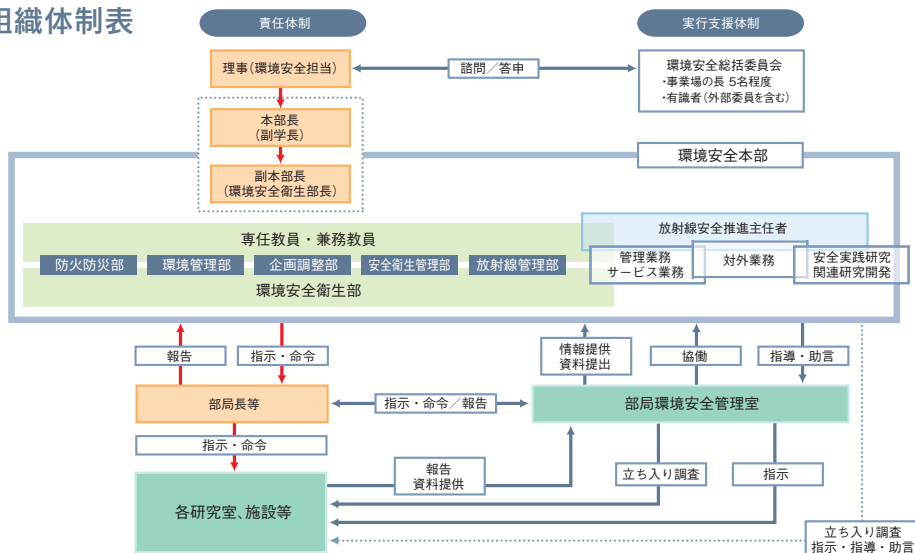 組織体制表
責任体制
実行支援体制
理事(環境安全担当)
諮問/答申
環境安全総括委員会
・事業場の長 5名程度
・有識者(外部委員を含む)
本部長
(副学長)
環境安全本部
副本部長
(環境安全衛生部長)
放射線安全推進主任者
専任教員・兼務教員
管理業務
サービス業務
対外業務
安全実践研究
関連研究開発
防火防災部
環境管理部
企画調整部
安全衛生管理部
放射線管理部
環境安全衛生部
報告
指示・命令
情報提供
資料提出
協働
指導・助言
部局長等
指示・命令/報告
部局環境安全管理室
指示・命令
報告
資料提供
立ち入り調査
指示
各研究室、施設等
立ち入り調査
指示・指導・助言